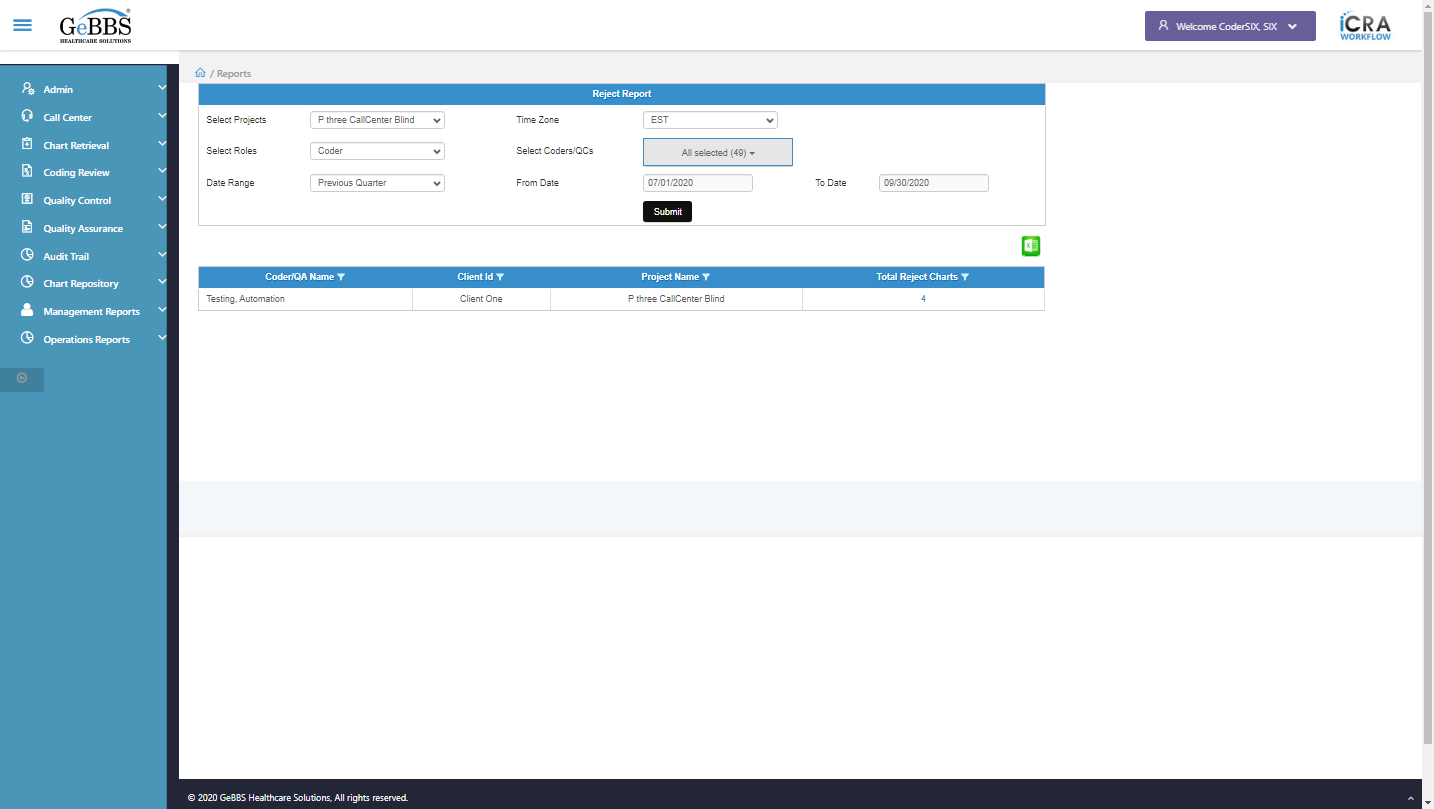 GeBBS®
HEALTHCARE SOLUTIONS
Welcome CoderSIX, SIX
iCRA
WORKFLOW
Admin
Call Center
Chart Retrieval
Coding Review
Quality Control
Quality Assurance
Audit Trail
Chart Repository
Management Reports
Operations Reports
/ Reports
Reject Report
Select Projects P three CallCenter Blind Time Zone EST
Select Roles Coder Select Coders/QCs All selected (49)
Date Range Previous Quarter From Date 07/01/2020 To Date 09/30/2020
Submit
Coder/QA Name Client Id Project Name Total Reject Charts
Testing, Automation Client One P three CallCenter Blind 4
© 2020 GeBBS Healthcare Solutions, All rights reserved.